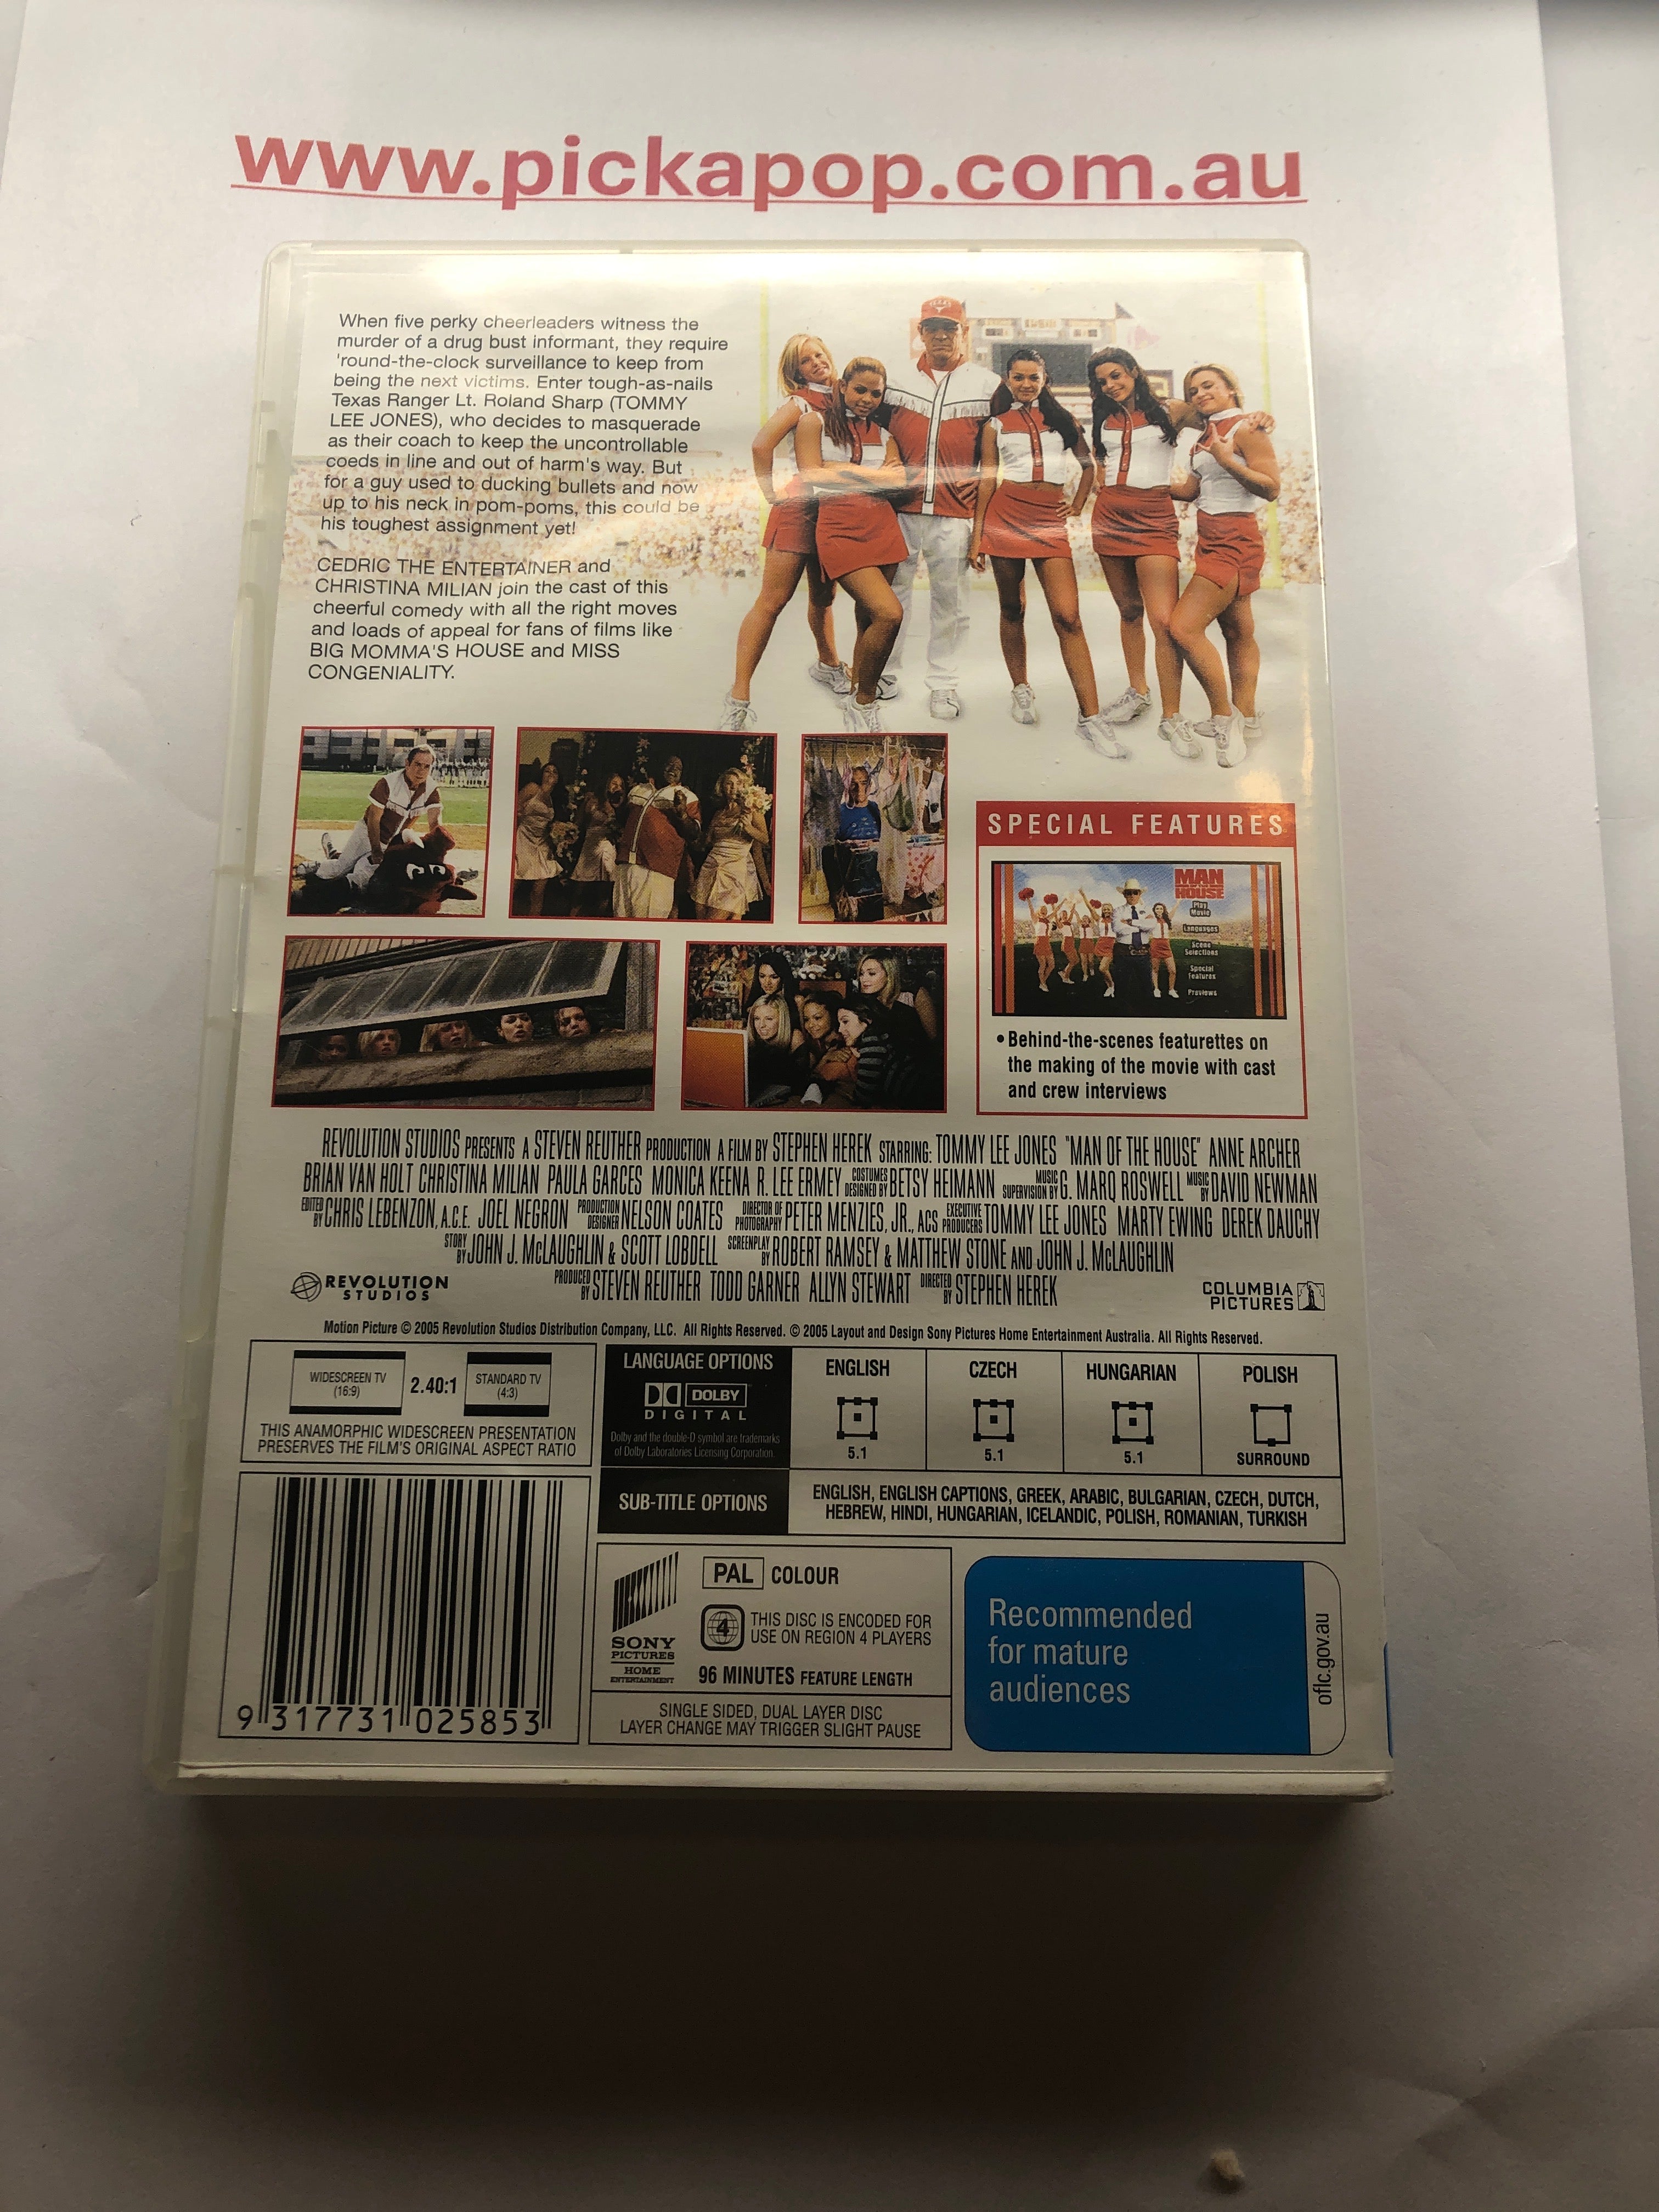 www.pickapop.com.au
When five perky cheerleaders witness the
murder of a drug bust informant, they require
'round-the-clock surveillance to keep from
being the next victims. Enter tough-as-nails
Texas Ranger Lt. Roland Sharp (TOMMY
LEE JONES), who decides to masquerade
as their coach to keep the uncontrollable
coeds in line and out of harm's way. But
for a guy used to ducking bullets and now
up to his neck in pom-poms, this could be
his toughest assignment yet!
CEDRIC THE ENTERTAINER and
CHRISTINA MILIAN join the cast of this
cheerful comedy with all the right moves
and loads of appeal for fans of films like
BIG MOMMA'S HOUSE and MISS
CONGENIALITY.
TEXAS
SPECIAL FEATURES
MAN
HOUSE
Play
Movie
Languages
Scene
Selections
Special
Features
Previews
• Behind-the-scenes featurettes on
the making of the movie with cast
and crew interviews
REVOLUTION STUDIOS PRESENTS A STEVEN REUTHER PRODUCTION A FILM BY STEPHEN HEREK STARRING: TOMMY LEE JONES "MAN OF THE HOUSE" ANNE ARCHER
BRIAN VAN HOLT CHRISTINA MILIAN PAULA GARCES MONICA KEENA R. LEE ERMEY COSTUMES DESIGNED BY BETSY HEIMANN MUSIC SUPERVISION BY G. MARQ ROSWELL MUSIC BY DAVID NEWMAN
EDITED BY CHRIS LEBENZON, A.C.E. JOEL NEGRON PRODUCTION DESIGNER NELSON COATES DIRECTOR OF PHOTOGRAPHY PETER MENZIES, JR., ACS EXECUTIVE PRODUCERS TOMMY LEE JONES MARTY EWING DEREK DAUCHY
STORY BY JOHN J. McLAUGHLIN & SCOTT LOBDELL SCREENPLAY BY ROBERT RAMSEY & MATTHEW STONE AND JOHN J. McLAUGHLIN
PRODUCED BY STEVEN REUTHER TODD GARNER ALLYN STEWART DIRECTED BY STEPHEN HEREK
REVOLUTION
STUDIOS
COLUMBIA
PICTURES
Motion Picture © 2005 Revolution Studios Distribution Company, LLC. All Rights Reserved. © 2005 Layout and Design Sony Pictures Home Entertainment Australia. All Rights Reserved.
WIDESCREEN TV
(16:9)
2.40:1
STANDARD TV
(4:3)
THIS ANAMORPHIC WIDESCREEN PRESENTATION
PRESERVES THE FILM'S ORIGINAL ASPECT RATIO
LANGUAGE OPTIONS
DOLBY
DIGITAL
Dolby and the double-D symbol are trademarks
of Dolby Laboratories Licensing Corporation
ENGLISH
5.1
CZECH
5.1
HUNGARIAN
5.1
POLISH
SURROUND
SUB-TITLE OPTIONS
ENGLISH, ENGLISH CAPTIONS, GREEK, ARABIC, BULGARIAN, CZECH, DUTCH,
HEBREW, HINDI, HUNGARIAN, ICELANDIC, POLISH, ROMANIAN, TURKISH
9 317731 025853
SONY
PICTURES
HOME
ENTERTAINMENT
PAL COLOUR
4
THIS DISC IS ENCODED FOR
USE ON REGION 4 PLAYERS
96 MINUTES FEATURE LENGTH
SINGLE SIDED, DUAL LAYER DISC
LAYER CHANGE MAY TRIGGER SLIGHT PAUSE
Recommended
for mature
audiences
oflc.gov.au